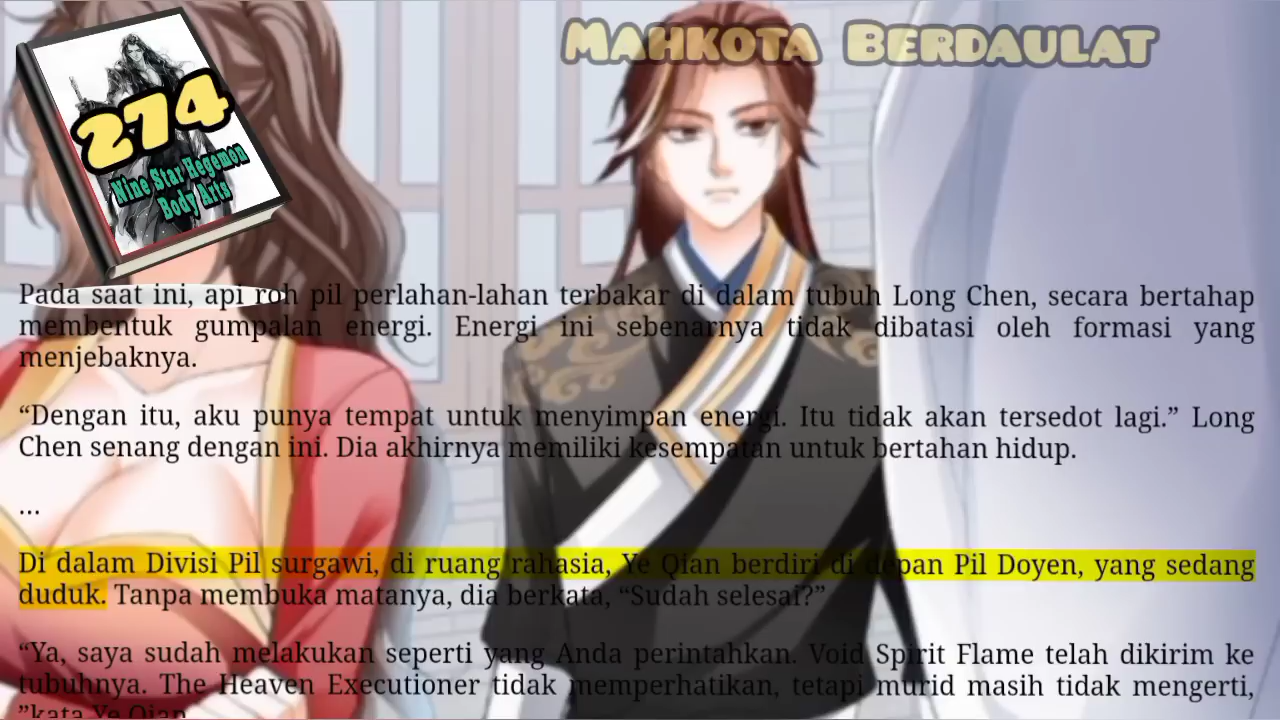 Mahkota Berdaulat
274
Nine Star Hegemon
Body Arts
Pada saat ini, api roh pil perlahan-lahan terbakar di dalam tubuh Long Chen, secara bertahap
membentuk gumpalan energi. Energi ini sebenarnya tidak dibatasi oleh formasi yang
menjebaknya.
“Dengan itu, aku punya tempat untuk menyimpan energi. Itu tidak akan tersedot lagi.” Long
Chen senang dengan ini. Dia akhirnya memiliki kesempatan untuk bertahan hidup.
...
Di dalam Divisi Pil surgawi, di ruang rahasia, Ye Qian berdiri di depan Pil Doyen, yang sedang
duduk. Tanpa membuka matanya, dia berkata, “Sudah selesai?”
“Ya, saya sudah melakukan seperti yang Anda perintahkan. Void Spirit Flame telah dikirim ke
tubuhnya. The Heaven Executioner tidak memperhatikan, tetapi murid masih tidak mengerti,
”kata Ye Qian